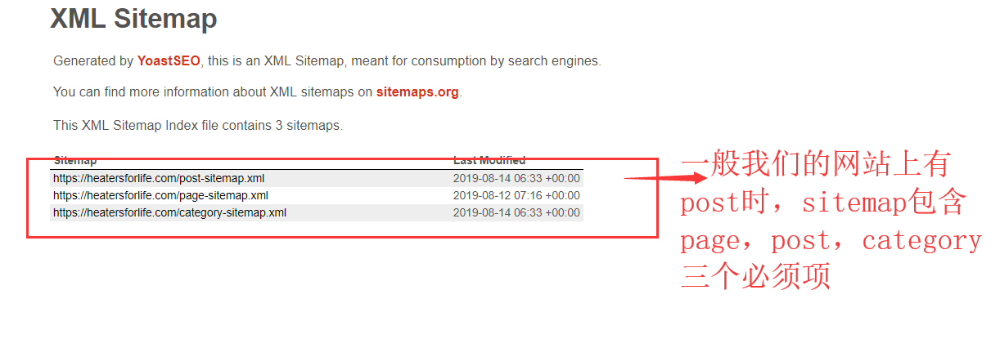 XML Sitemap
Generated by YoastSEO, this is an XML Sitemap, meant for consumption by search engines.
You can find more information about XML sitemaps on sitemaps.org.
This XML Sitemap Index file contains 3 sitemaps.
Sitemap Last Modified
https://heatersforlife.com/post-sitemap.xml 2019-08-14 06:33 +00:00
https://heatersforlife.com/page-sitemap.xml 2019-08-12 07:16 +00:00
https://heatersforlife.com/category-sitemap.xml 2019-08-14 06:33 +00:00
一般我们的网站上有
post时，sitemap包含
page，post，category
三个必须项